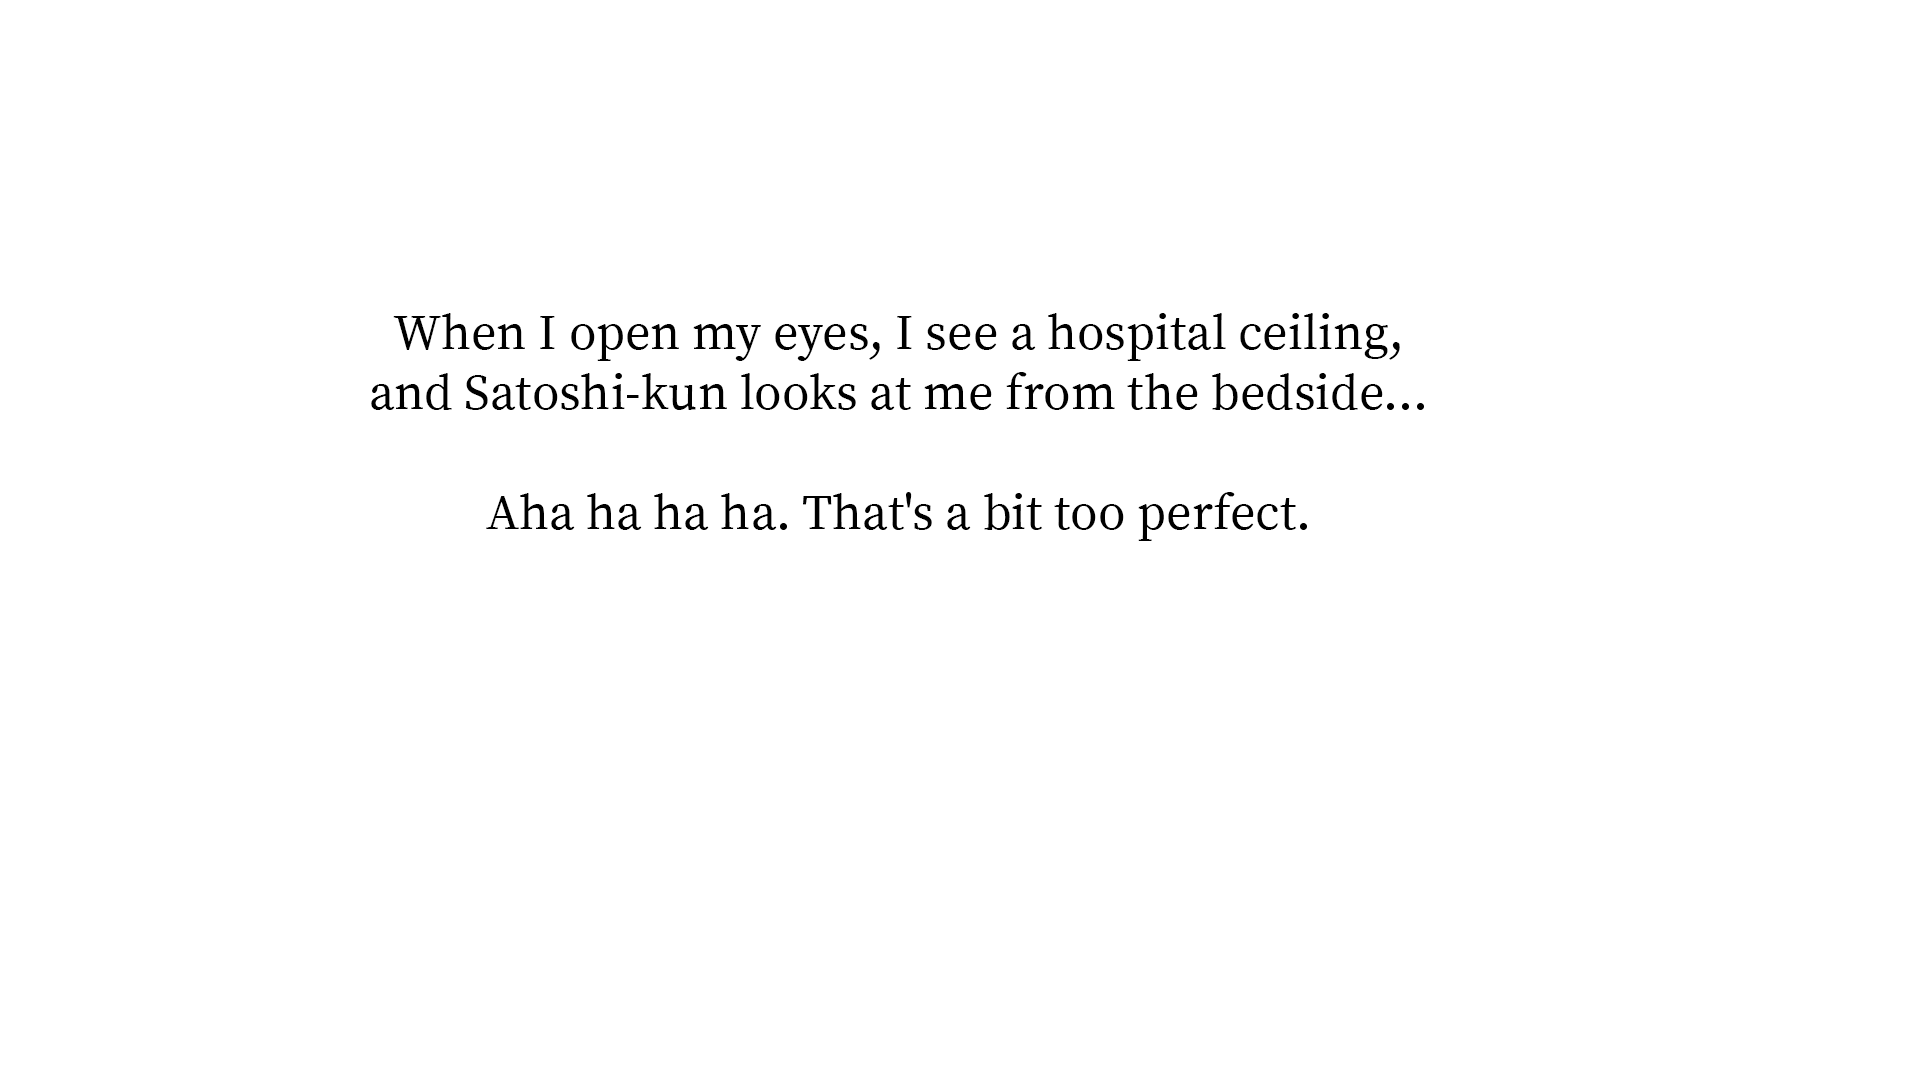 When I open my eyes, I see a hospital ceiling,
and Satoshi-kun looks at me from the bedside...
Aha ha ha ha. That's a bit too perfect.